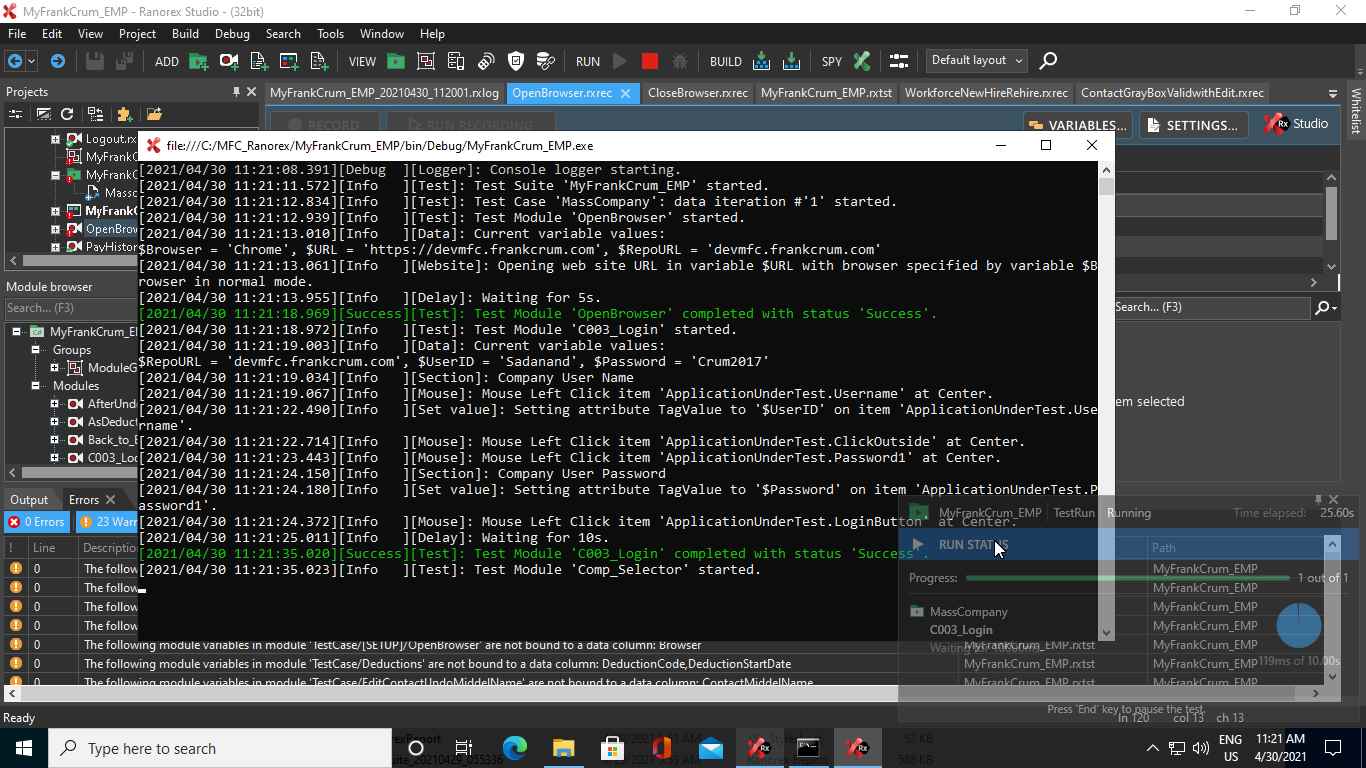 MyFrankCrum_EMP - Ranorex Studio - (32bit)
File Edit View Project Build Debug Search Tools Window Help
ADD VIEW RUN BUILD SPY Default layout
Projects
MyFrankCrum_EMP_20210430_112001.rxlog OpenBrowser.rxrec CloseBrowser.rxrec MyFrankCrum_EMP.rxtst WorkforceNewHireRehire.rxrec ContactGrayBoxValidwithEdit.rxrec
Whitelist
RECORD RUN RECORDING VARIABLES... SETTINGS... Rx Studio
Logout.rx
MyFrankC
MyFrankC
Massc
MyFrankC
OpenBrow
PayHistor
file:///C:/MFC_Ranorex/MyFrankCrum_EMP/bin/Debug/MyFrankCrum_EMP.exe
[2021/04/30 11:21:08.391][Debug  ][Logger]: Console logger starting.
[2021/04/30 11:21:11.572][Info   ][Test]: Test Suite 'MyFrankCrum_EMP' started.
[2021/04/30 11:21:12.834][Info   ][Test]: Test Case 'MassCompany': data iteration #'1' started.
[2021/04/30 11:21:12.939][Info   ][Test]: Test Module 'OpenBrowser' started.
[2021/04/30 11:21:13.010][Info   ][Data]: Current variable values:
$Browser = 'Chrome', $URL = 'https://devmfc.frankcrum.com', $RepoURL = 'devmfc.frankcrum.com'
[2021/04/30 11:21:13.061][Info   ][Website]: Opening web site URL in variable $URL with browser specified by variable $B
rowser in normal mode.
[2021/04/30 11:21:13.955][Info   ][Delay]: Waiting for 5s.
[2021/04/30 11:21:18.969][Success][Test]: Test Module 'OpenBrowser' completed with status 'Success'.
[2021/04/30 11:21:18.972][Info   ][Test]: Test Module 'C003_Login' started.
[2021/04/30 11:21:19.003][Info   ][Data]: Current variable values:
$RepoURL = 'devmfc.frankcrum.com', $UserID = 'Sadanand', $Password = 'Crum2017'
[2021/04/30 11:21:19.034][Info   ][Section]: Company User Name
[2021/04/30 11:21:19.067][Info   ][Mouse]: Mouse Left Click item 'ApplicationUnderTest.Username' at Center.
[2021/04/30 11:21:22.490][Info   ][Set value]: Setting attribute TagValue to '$UserID' on item 'ApplicationUnderTest.Use
rname'.
[2021/04/30 11:21:22.714][Info   ][Mouse]: Mouse Left Click item 'ApplicationUnderTest.ClickOutside' at Center.
[2021/04/30 11:21:23.443][Info   ][Mouse]: Mouse Left Click item 'ApplicationUnderTest.Password1' at Center.
[2021/04/30 11:21:24.150][Info   ][Section]: Company User Password
[2021/04/30 11:21:24.180][Info   ][Set value]: Setting attribute TagValue to '$Password' on item 'ApplicationUnderTest.P
assword1'.
[2021/04/30 11:21:24.372][Info   ][Mouse]: Mouse Left Click item 'ApplicationUnderTest.LoginButton' at Center.
[2021/04/30 11:21:25.011][Info   ][Delay]: Waiting for 10s.
[2021/04/30 11:21:35.020][Success][Test]: Test Module 'C003_Login' completed with status 'Success'.
[2021/04/30 11:21:35.023][Info   ][Test]: Test Module 'Comp_Selector' started.
Module browser
Search... (F3)
MyFrankCrum_E
Groups
ModuleG
Modules
AfterUnd
AsDeduct
Back_to_E
C003_Loc
Search... (F3)
em selected
Output Errors
0 Errors 23 Warr
! Line Descriptio Path
0 The follow MyFrankCrum_EMP
0 The follow MyFrankCrum_EMP
0 The follow MyFrankCrum_EMP
0 The follow MyFrankCrum_EMP
0 The following module variables in module 'TestCase/[SETUP]/OpenBrowser' are not bound to a data column: Browser MyFrankCrum_EMP.rxtst MyFrankCrum_EMP
0 The following module variables in module 'TestCase/Deductions' are not bound to a data column: DeductionCode,DeductionStartDate MyFrankCrum_EMP.rxtst MyFrankCrum_EMP
0 The following module variables in module 'TestCase/EditContactUndoMiddelName' are not bound to a data column: ContactMiddelName MyFrankCrum_EMP.rxtst MyFrankCrum_EMP
MyFrankCrum_EMP TestRun Running Time elapsed: 25.60s
RUN STATUS
Progress: 1 out of 1
MassCompany
C003_Login
119ms of 10.00s
Press 'End' key to pause the test.
Ready ln 120 col 13 ch 13
Type here to search
ENG
US
11:21 AM
4/30/2021